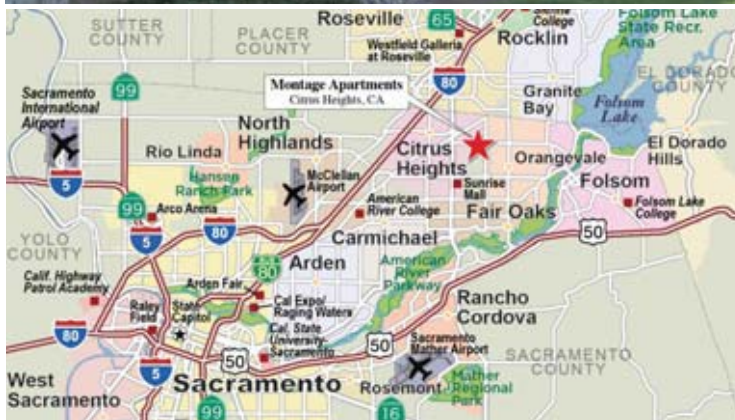 SUTTER
COUNTY
PLACER
COUNTY
Roseville
65
College
Westfield Galleria
at Roseville
Rocklin
Folsom Lake
State Recr.
Area
99
80
EL DORADO
COUNTY
Sacramento
International
Airport
Montage Apartments
Citrus Heights, CA
Granite
Bay
Folsom
Lake
North
Highlands
Rio Linda
Citrus
Heights
Orangevale
El Dorado
Hills
5
Hansen
Ranch Park
McClellan
Airport
Sunrise
Mall
Folsom
99
Arco Arena
American
River College
Fair Oaks
Folsom Lake
College
YOLO
COUNTY
5
80
Carmichael
50
Calif. Highway
Patrol Academy
Arden Fair
80
Arden
American
River
Parkway
Raley
Field
State
Capitol
Cal Expo/
Raging Waters
Rancho
Cordova
80
Cal. State
University-
Sacramento
Sacramento
Mather Airport
50
50
SACRAMENTO
COUNTY
West
Sacramento
5
Sacramento
Rosemont
Mather
Regional
Park
99
16